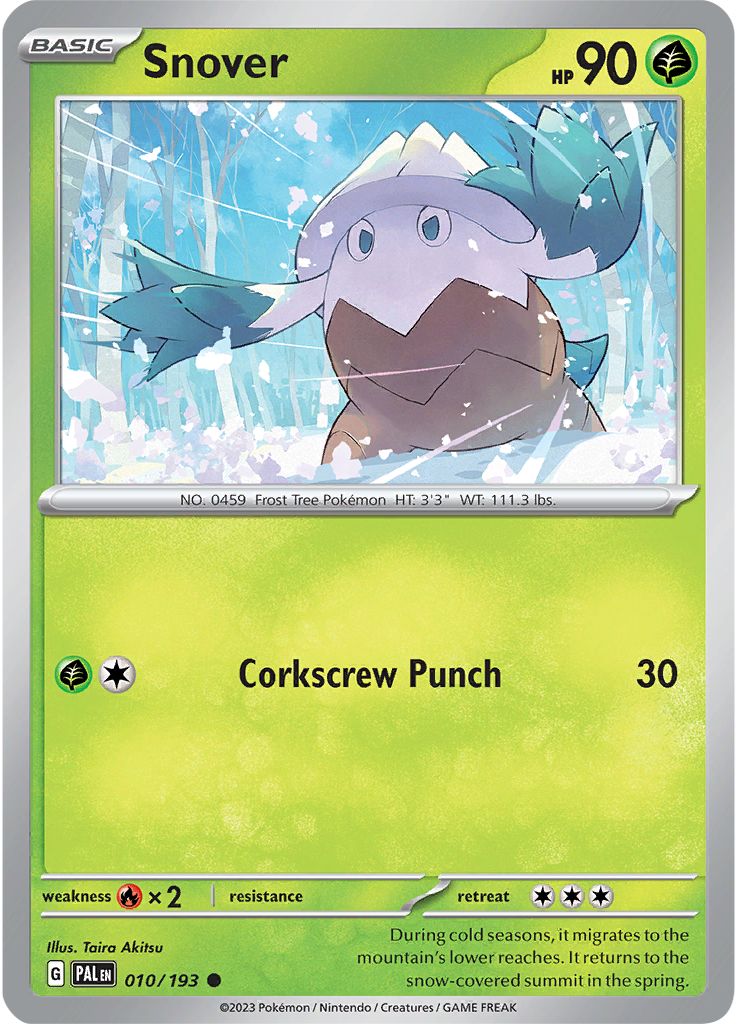 BASIC
Snover
HP 90
NO. 0459 Frost Tree Pokémon HT: 3'3" WT: 111.3 lbs.
Corkscrew Punch 30
weakness ×2 resistance retreat
Illus. Taira Akitsu
During cold seasons, it migrates to the
mountain's lower reaches. It returns to the
snow-covered summit in the spring.
G PAL EN 010/193
©2023 Pokémon / Nintendo / Creatures / GAME FREAK